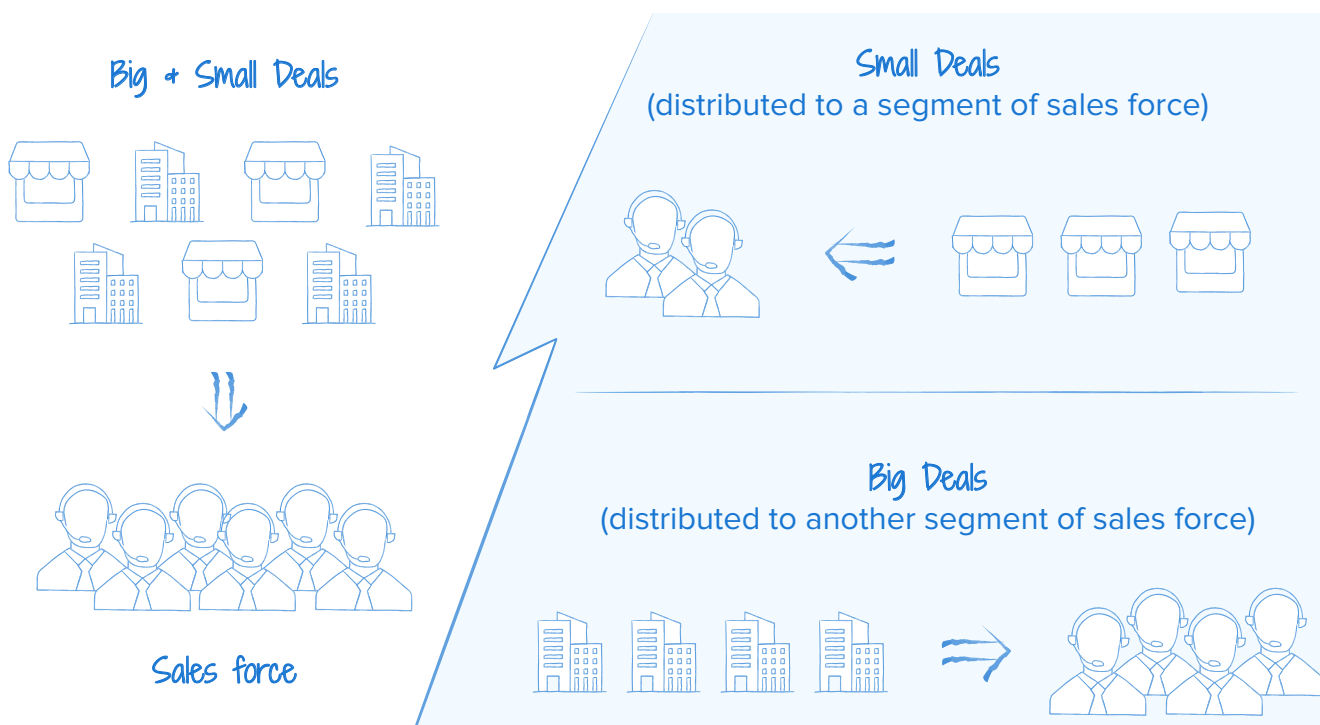 Big & Small Deals
Sales force
Small Deals
(distributed to a segment of sales force)
Big Deals
(distributed to another segment of sales force)